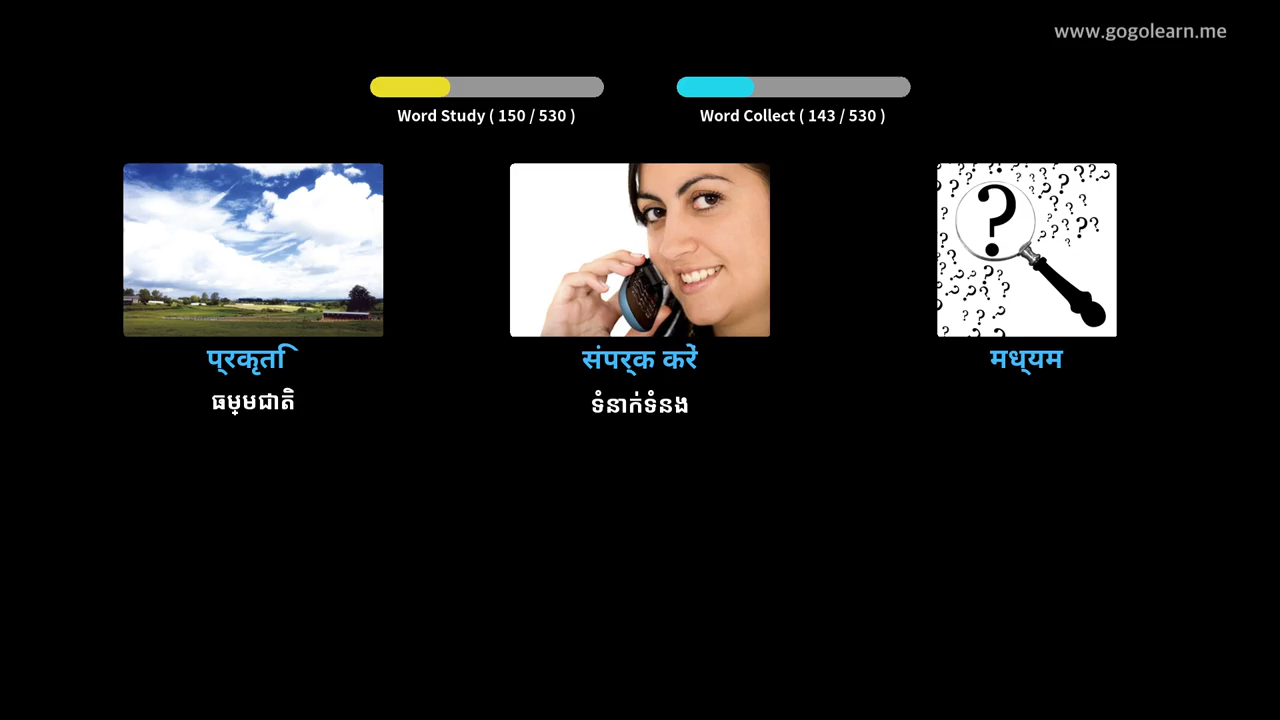 www.gogolearn.me
Word Study ( 150 / 530 )
Word Collect ( 143 / 530 )
प्रकृति
संपर्क करें
मध्यम
ធម្មជាតិ
ទំនាក់ទំនង